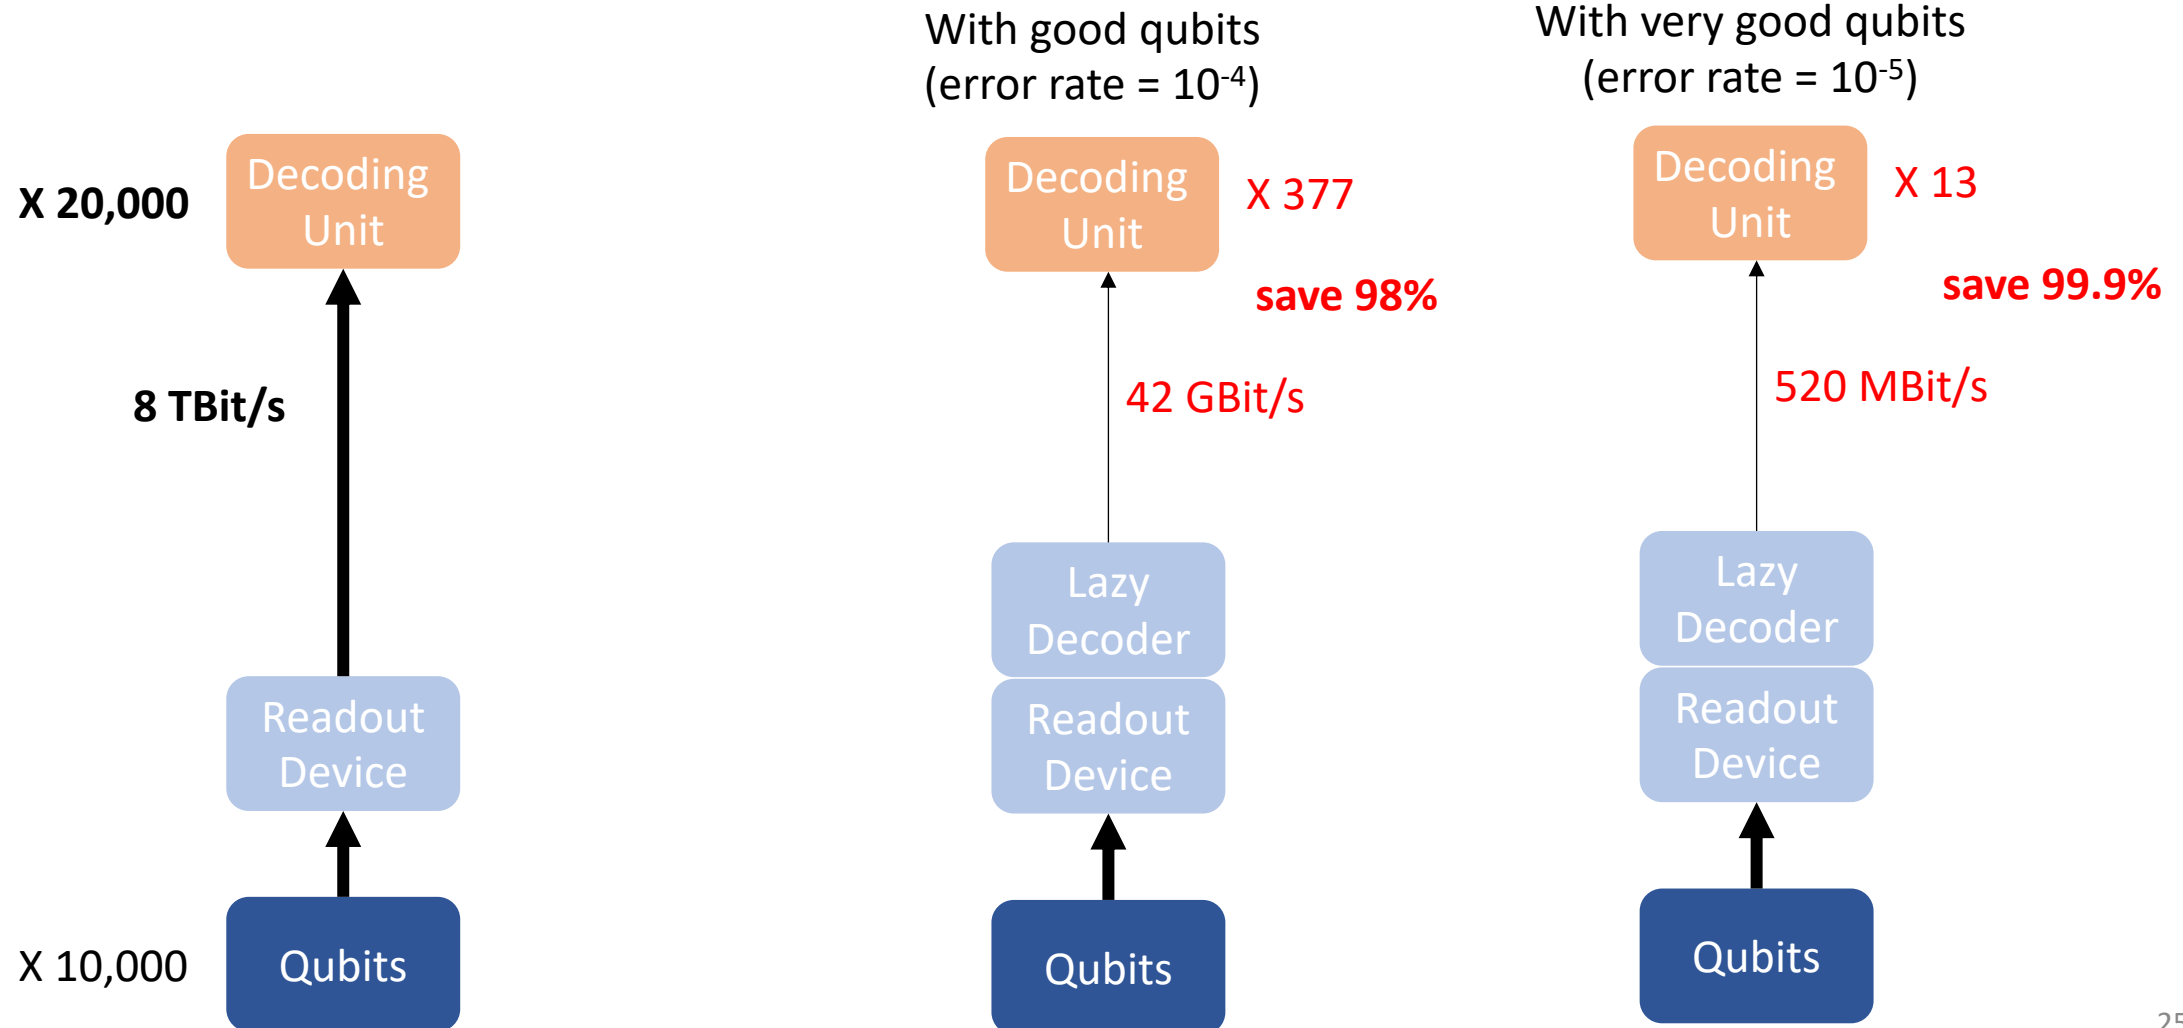 X 20,000
Decoding
Unit
8 TBit/s
Readout
Device
X 10,000
Qubits
With good qubits
(error rate = 10⁻⁴)
Decoding
Unit
X 377
save 98%
42 GBit/s
Lazy
Decoder
Readout
Device
Qubits
With very good qubits
(error rate = 10⁻⁵)
Decoding
Unit
X 13
save 99.9%
520 MBit/s
Lazy
Decoder
Readout
Device
Qubits
25